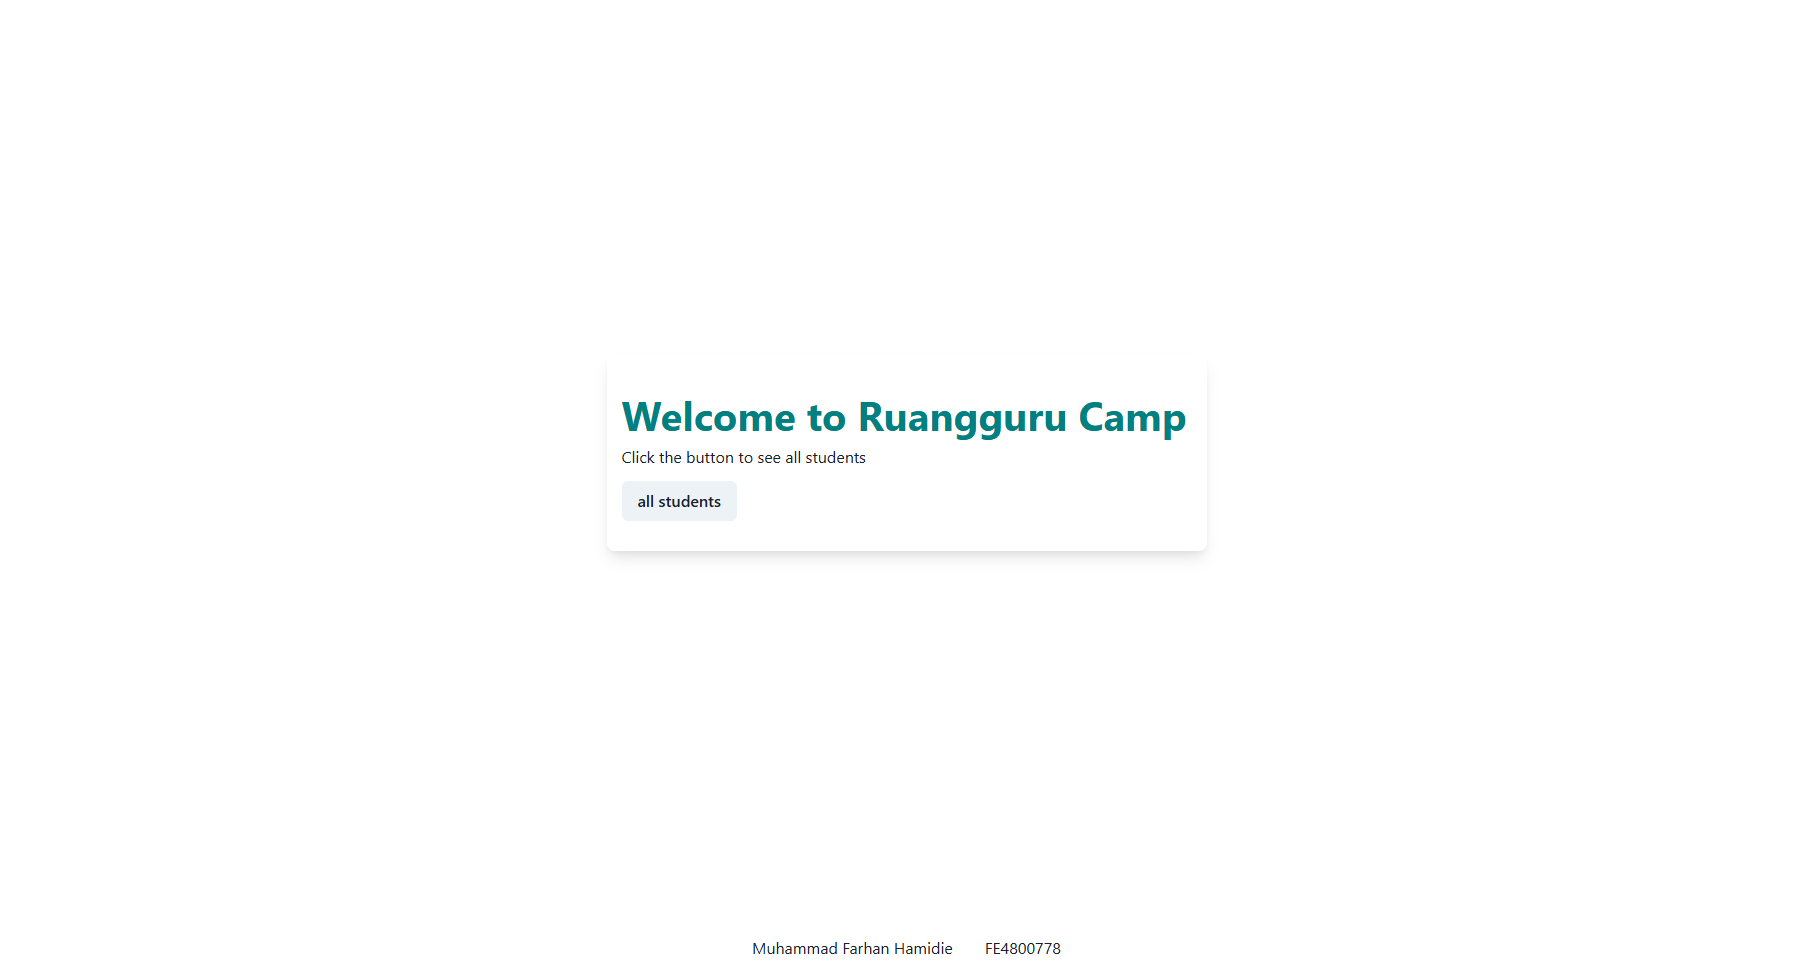 Welcome to Ruangguru Camp
Click the button to see all students
all students
Muhammad Farhan Hamidie FE4800778